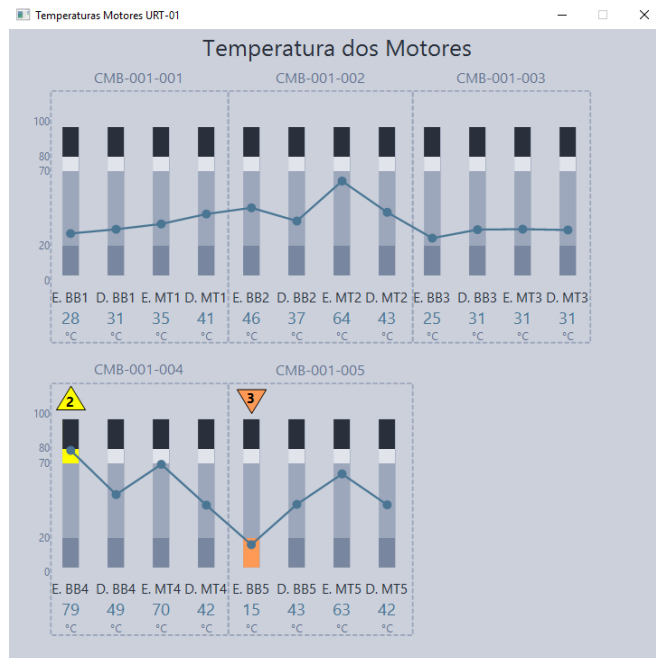 Temperaturas Motores URT-01
Temperatura dos Motores
CMB-001-001 CMB-001-002 CMB-001-003
100
80
70
20
0
E. BB1 D. BB1 E. MT1 D. MT1 E. BB2 D. BB2 E. MT2 D. MT2 E. BB3 D. BB3 E. MT3 D. MT3
28 31 35 41 46 37 64 43 25 31 31 31
°C °C °C °C °C °C °C °C °C °C °C °C
CMB-001-004 CMB-001-005
2 3
100
80
70
20
0
E. BB4 D. BB4 E. MT4 D. MT4 E. BB5 D. BB5 E. MT5 D. MT5
79 49 70 42 15 43 63 42
°C °C °C °C °C °C °C °C